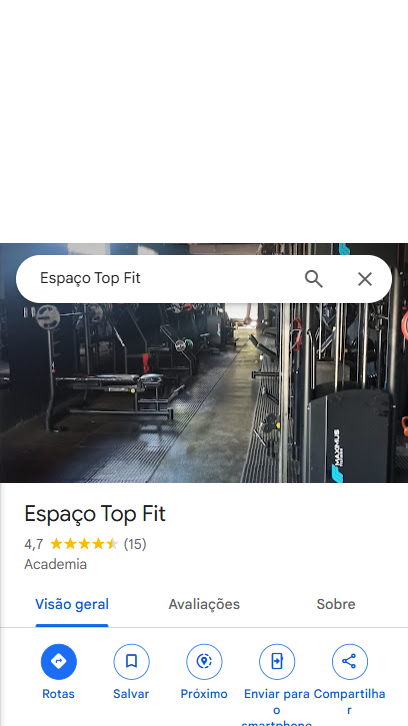 Espaço Top Fit
MAXIMUS
Espaço Top Fit
4,7 (15)
Academia
Visão geral Avaliações Sobre
Rotas Salvar Próximo Enviar para o smartphone Compartilhar